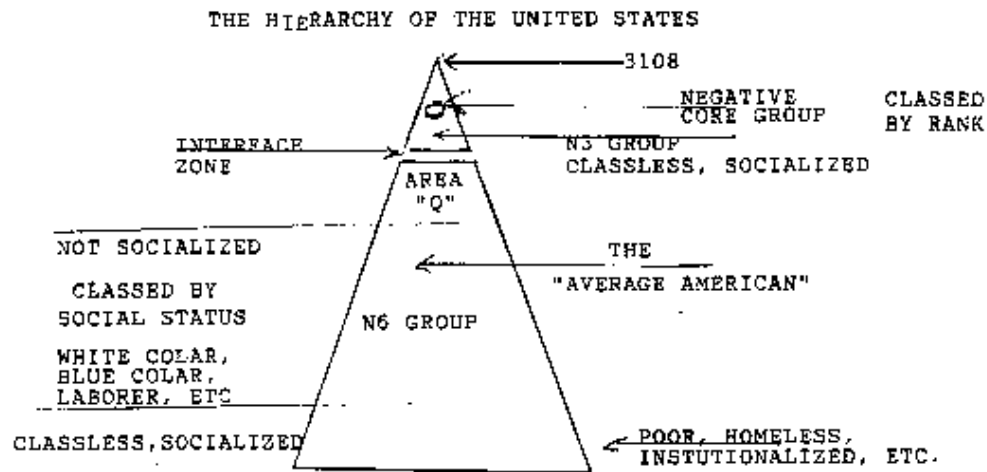 THE HIERARCHY OF THE UNITED STATES
3108
NEGATIVE
CORE GROUP
CLASSED
BY RANK
INTERFACE
ZONE
N3 GROUP
CLASSLESS, SOCIALIZED
AREA
"Q"
NOT SOCIALIZED
THE
"AVERAGE AMERICAN"
CLASSED BY
SOCIAL STATUS
N6 GROUP
WHITE COLAR,
BLUE COLAR,
LABORER, ETC
CLASSLESS,SOCIALIZED
POOR, HOMELESS,
INSTUTIONALIZED, ETC.